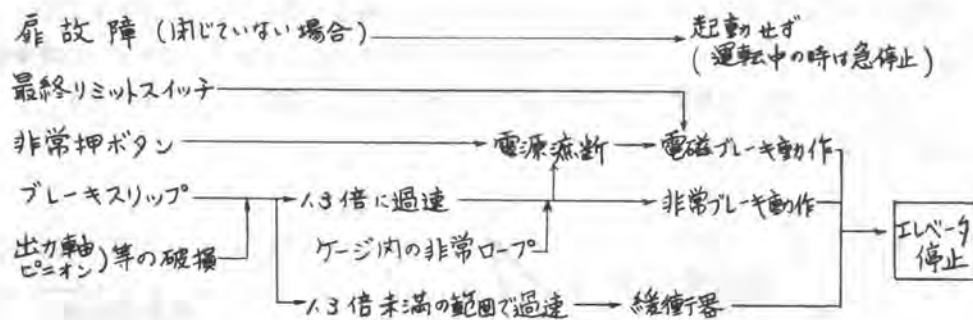 扉故障(閉じていない場合) 起動せず
(運転中の時は急停止)
最終リミットスイッチ
非常押ボタン 電源遮断 電磁ブレーキ動作
ブレーキスリップ 1.3倍に過速 非常ブレーキ動作
出力軸
ピニオン)等の破損 ケージ内の非常ロープ
エレベータ
停止
1.3倍未満の範囲で過速 緩衝器